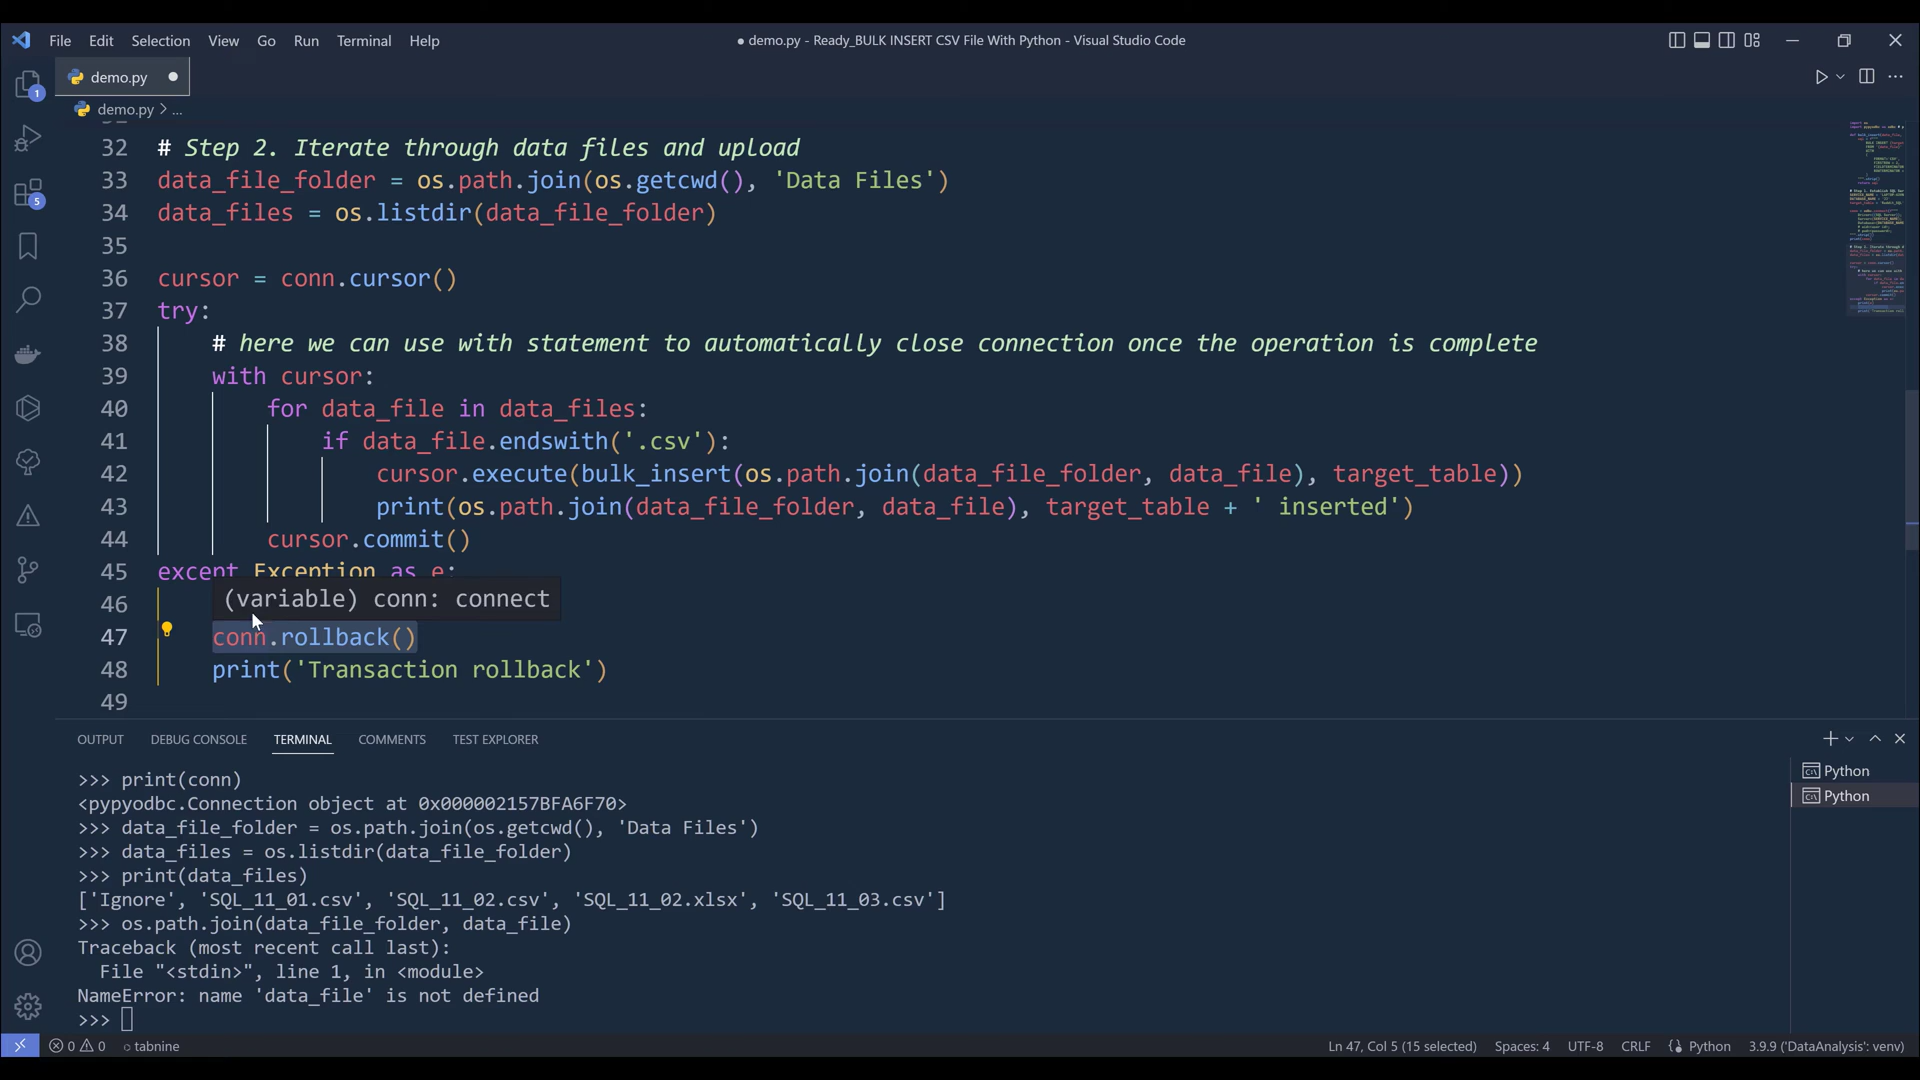 File Edit Selection View Go Run Terminal Help
● demo.py - Ready_BULK INSERT CSV File With Python - Visual Studio Code
demo.py
demo.py > ...
32 # Step 2. Iterate through data files and upload
33 data_file_folder = os.path.join(os.getcwd(), 'Data Files')
34 data_files = os.listdir(data_file_folder)
35
36 cursor = conn.cursor()
37 try:
38 # here we can use with statement to automatically close connection once the operation is complete
39 with cursor:
40 for data_file in data_files:
41 if data_file.endswith('.csv'):
42 cursor.execute(bulk_insert(os.path.join(data_file_folder, data_file), target_table))
43 print(os.path.join(data_file_folder, data_file), target_table + ' inserted')
44 cursor.commit()
45 except Exception as e:
(variable) conn: connect
46
47 conn.rollback()
48 print('Transaction rollback')
49
1
5
OUTPUT DEBUG CONSOLE TERMINAL COMMENTS TEST EXPLORER
>>> print(conn)
<pypyodbc.Connection object at 0x000002157BFA6F70>
>>> data_file_folder = os.path.join(os.getcwd(), 'Data Files')
>>> data_files = os.listdir(data_file_folder)
>>> print(data_files)
['Ignore', 'SQL_11_01.csv', 'SQL_11_02.csv', 'SQL_11_02.xlsx', 'SQL_11_03.csv']
>>> os.path.join(data_file_folder, data_file)
Traceback (most recent call last):
File "<stdin>", line 1, in <module>
NameError: name 'data_file' is not defined
>>>
Python
Python
0 0 tabnine
Ln 47, Col 5 (15 selected) Spaces: 4 UTF-8 CRLF Python 3.9.9 ('DataAnalysis': venv)